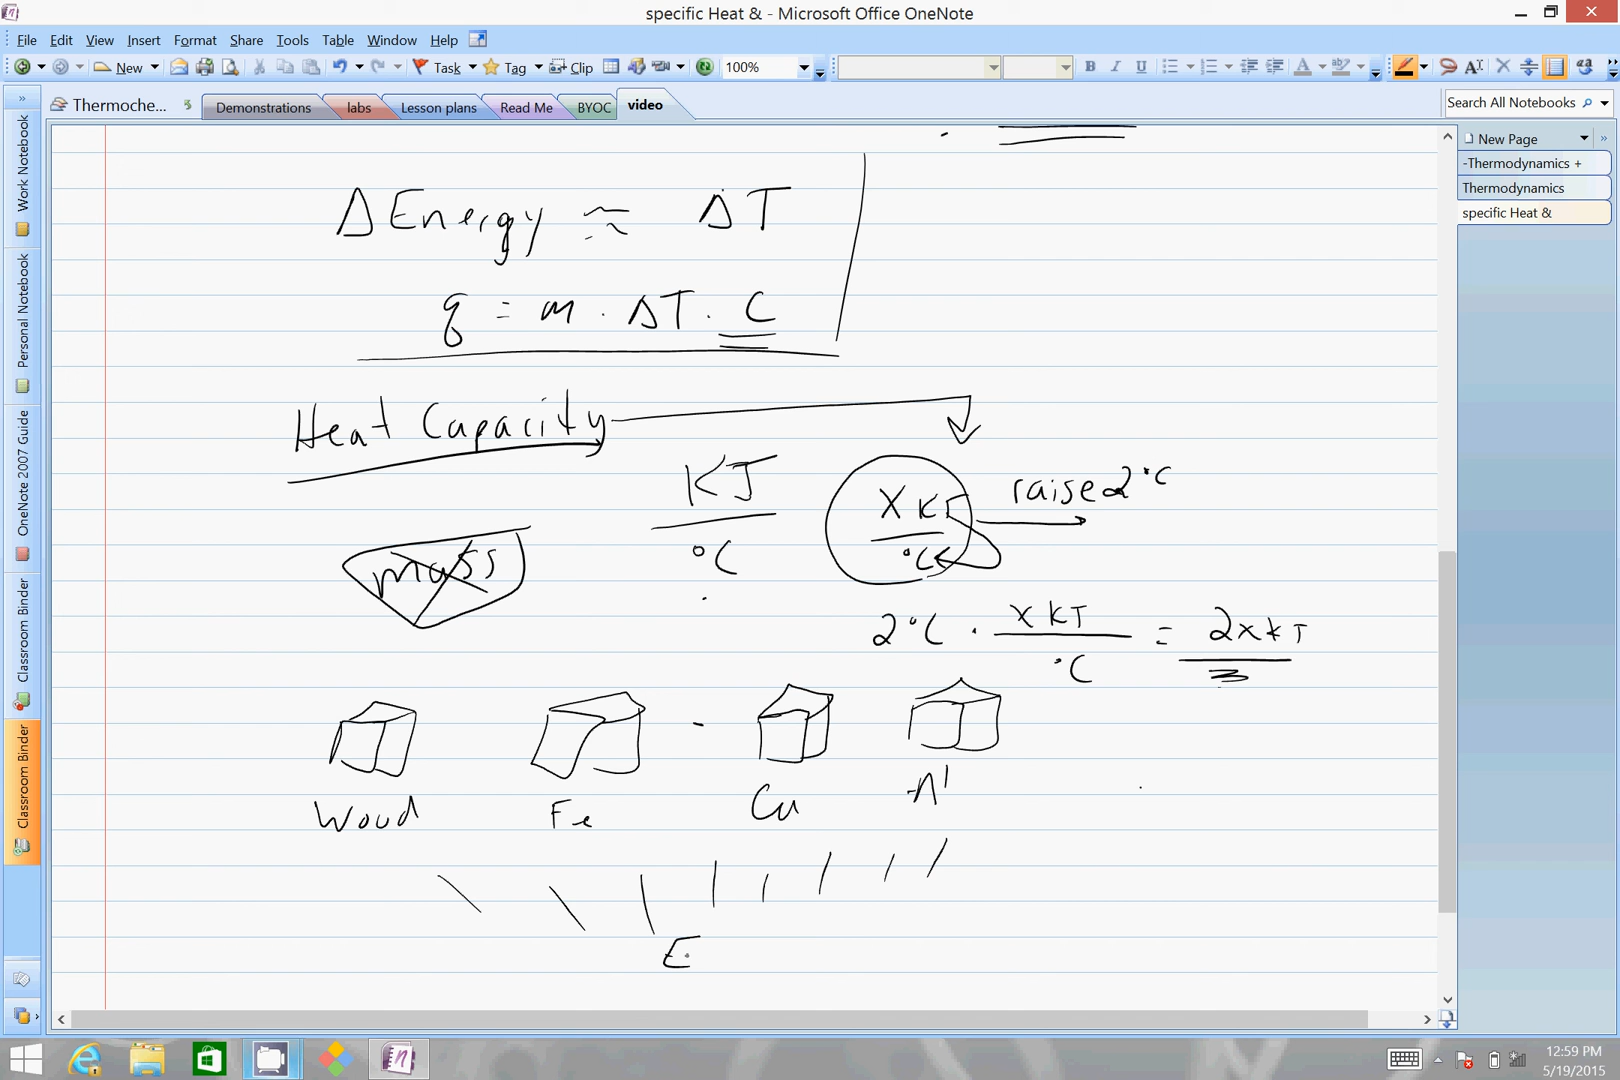 specific Heat & - Microsoft Office OneNote
File Edit View Insert Format Share Tools Table Window Help
New Task Tag Clip 100% B I U A
Thermoche... Demonstrations labs Lesson plans Read Me BYOC video Search All Notebooks
New Page
-Thermodynamics +
Thermodynamics
specific Heat &
Work Notebook
Personal Notebook
OneNote 2007 Guide
Classroom Binder
Classroom Binder
Δ Energy ≈ ΔT
q = m · ΔT · C
Heat Capacity
KJ
°C
X KJ
°C
raise 2°C
mass
2°C · X KJ = 2X KJ
°C
Wood Fe Cu
E
12:59 PM
5/19/2015